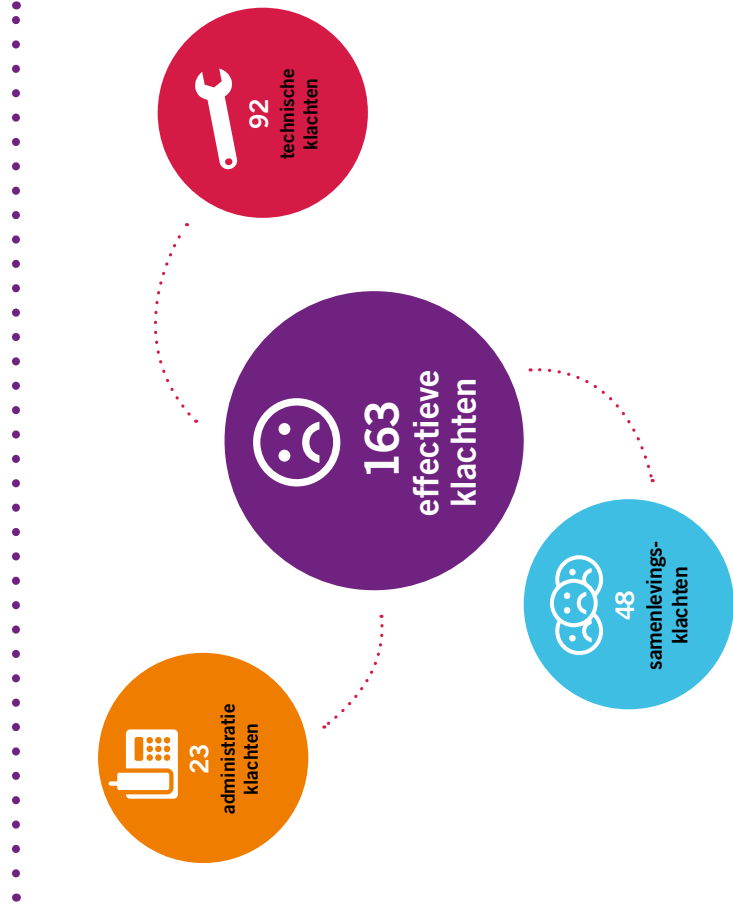 163
effectieve
klachten
23
administratie
klachten
92
technische
klachten
48
samenlevings-
klachten